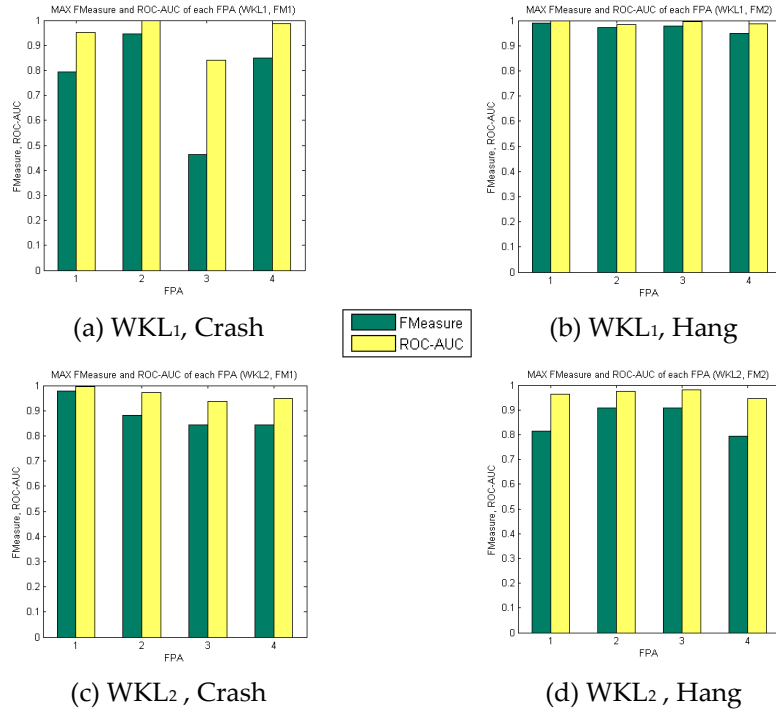 MAX FMeasure and ROC-AUC of each FPA (WKL1, FM1)
1
0.9
0.8
0.7
0.6
0.5
0.4
0.3
0.2
0.1
0
FMeasure, ROC-AUC
1 2 3 4
FPA
(a) WKL₁, Crash
MAX FMeasure and ROC-AUC of each FPA (WKL1, FM2)
1
0.9
0.8
0.7
0.6
0.5
0.4
0.3
0.2
0.1
0
FMeasure, ROC-AUC
1 2 3 4
FPA
(b) WKL₁, Hang
FMeasure
ROC-AUC
MAX FMeasure and ROC-AUC of each FPA (WKL2, FM1)
1
0.9
0.8
0.7
0.6
0.5
0.4
0.3
0.2
0.1
0
FMeasure, ROC-AUC
1 2 3 4
FPA
(c) WKL₂ , Crash
MAX FMeasure and ROC-AUC of each FPA (WKL2, FM2)
1
0.9
0.8
0.7
0.6
0.5
0.4
0.3
0.2
0.1
0
FMeasure, ROC-AUC
1 2 3 4
FPA
(d) WKL₂ , Hang